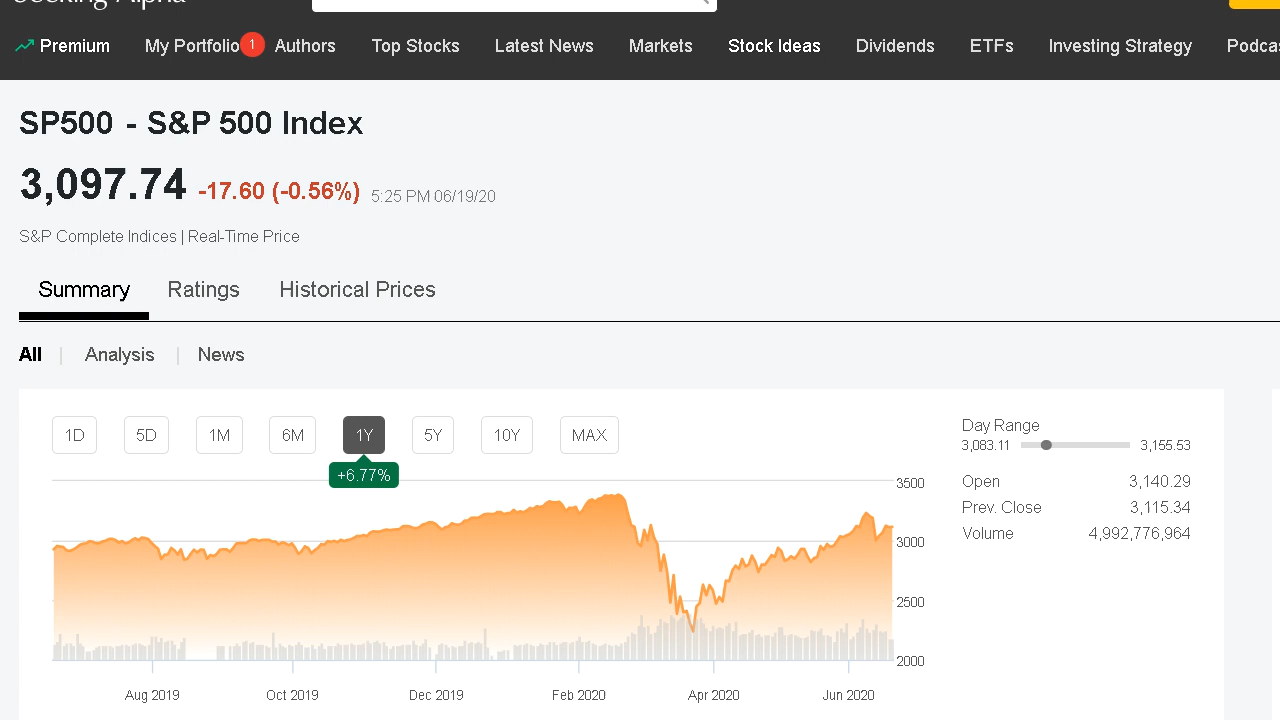 Seeking Alpha
Premium My Portfolio 1 Authors Top Stocks Latest News Markets Stock Ideas Dividends ETFs Investing Strategy
SP500 - S&P 500 Index
3,097.74 -17.60 (-0.56%) 5:25 PM 06/19/20
S&P Complete Indices | Real-Time Price
Summary Ratings Historical Prices
All | Analysis | News
1D 5D 1M 6M 1Y 5Y 10Y MAX
+6.77%
Day Range
3,083.11 3,155.53
Open 3,140.29
Prev. Close 3,115.34
Volume 4,992,776,964
3500
3000
2500
2000
Aug 2019 Oct 2019 Dec 2019 Feb 2020 Apr 2020 Jun 2020